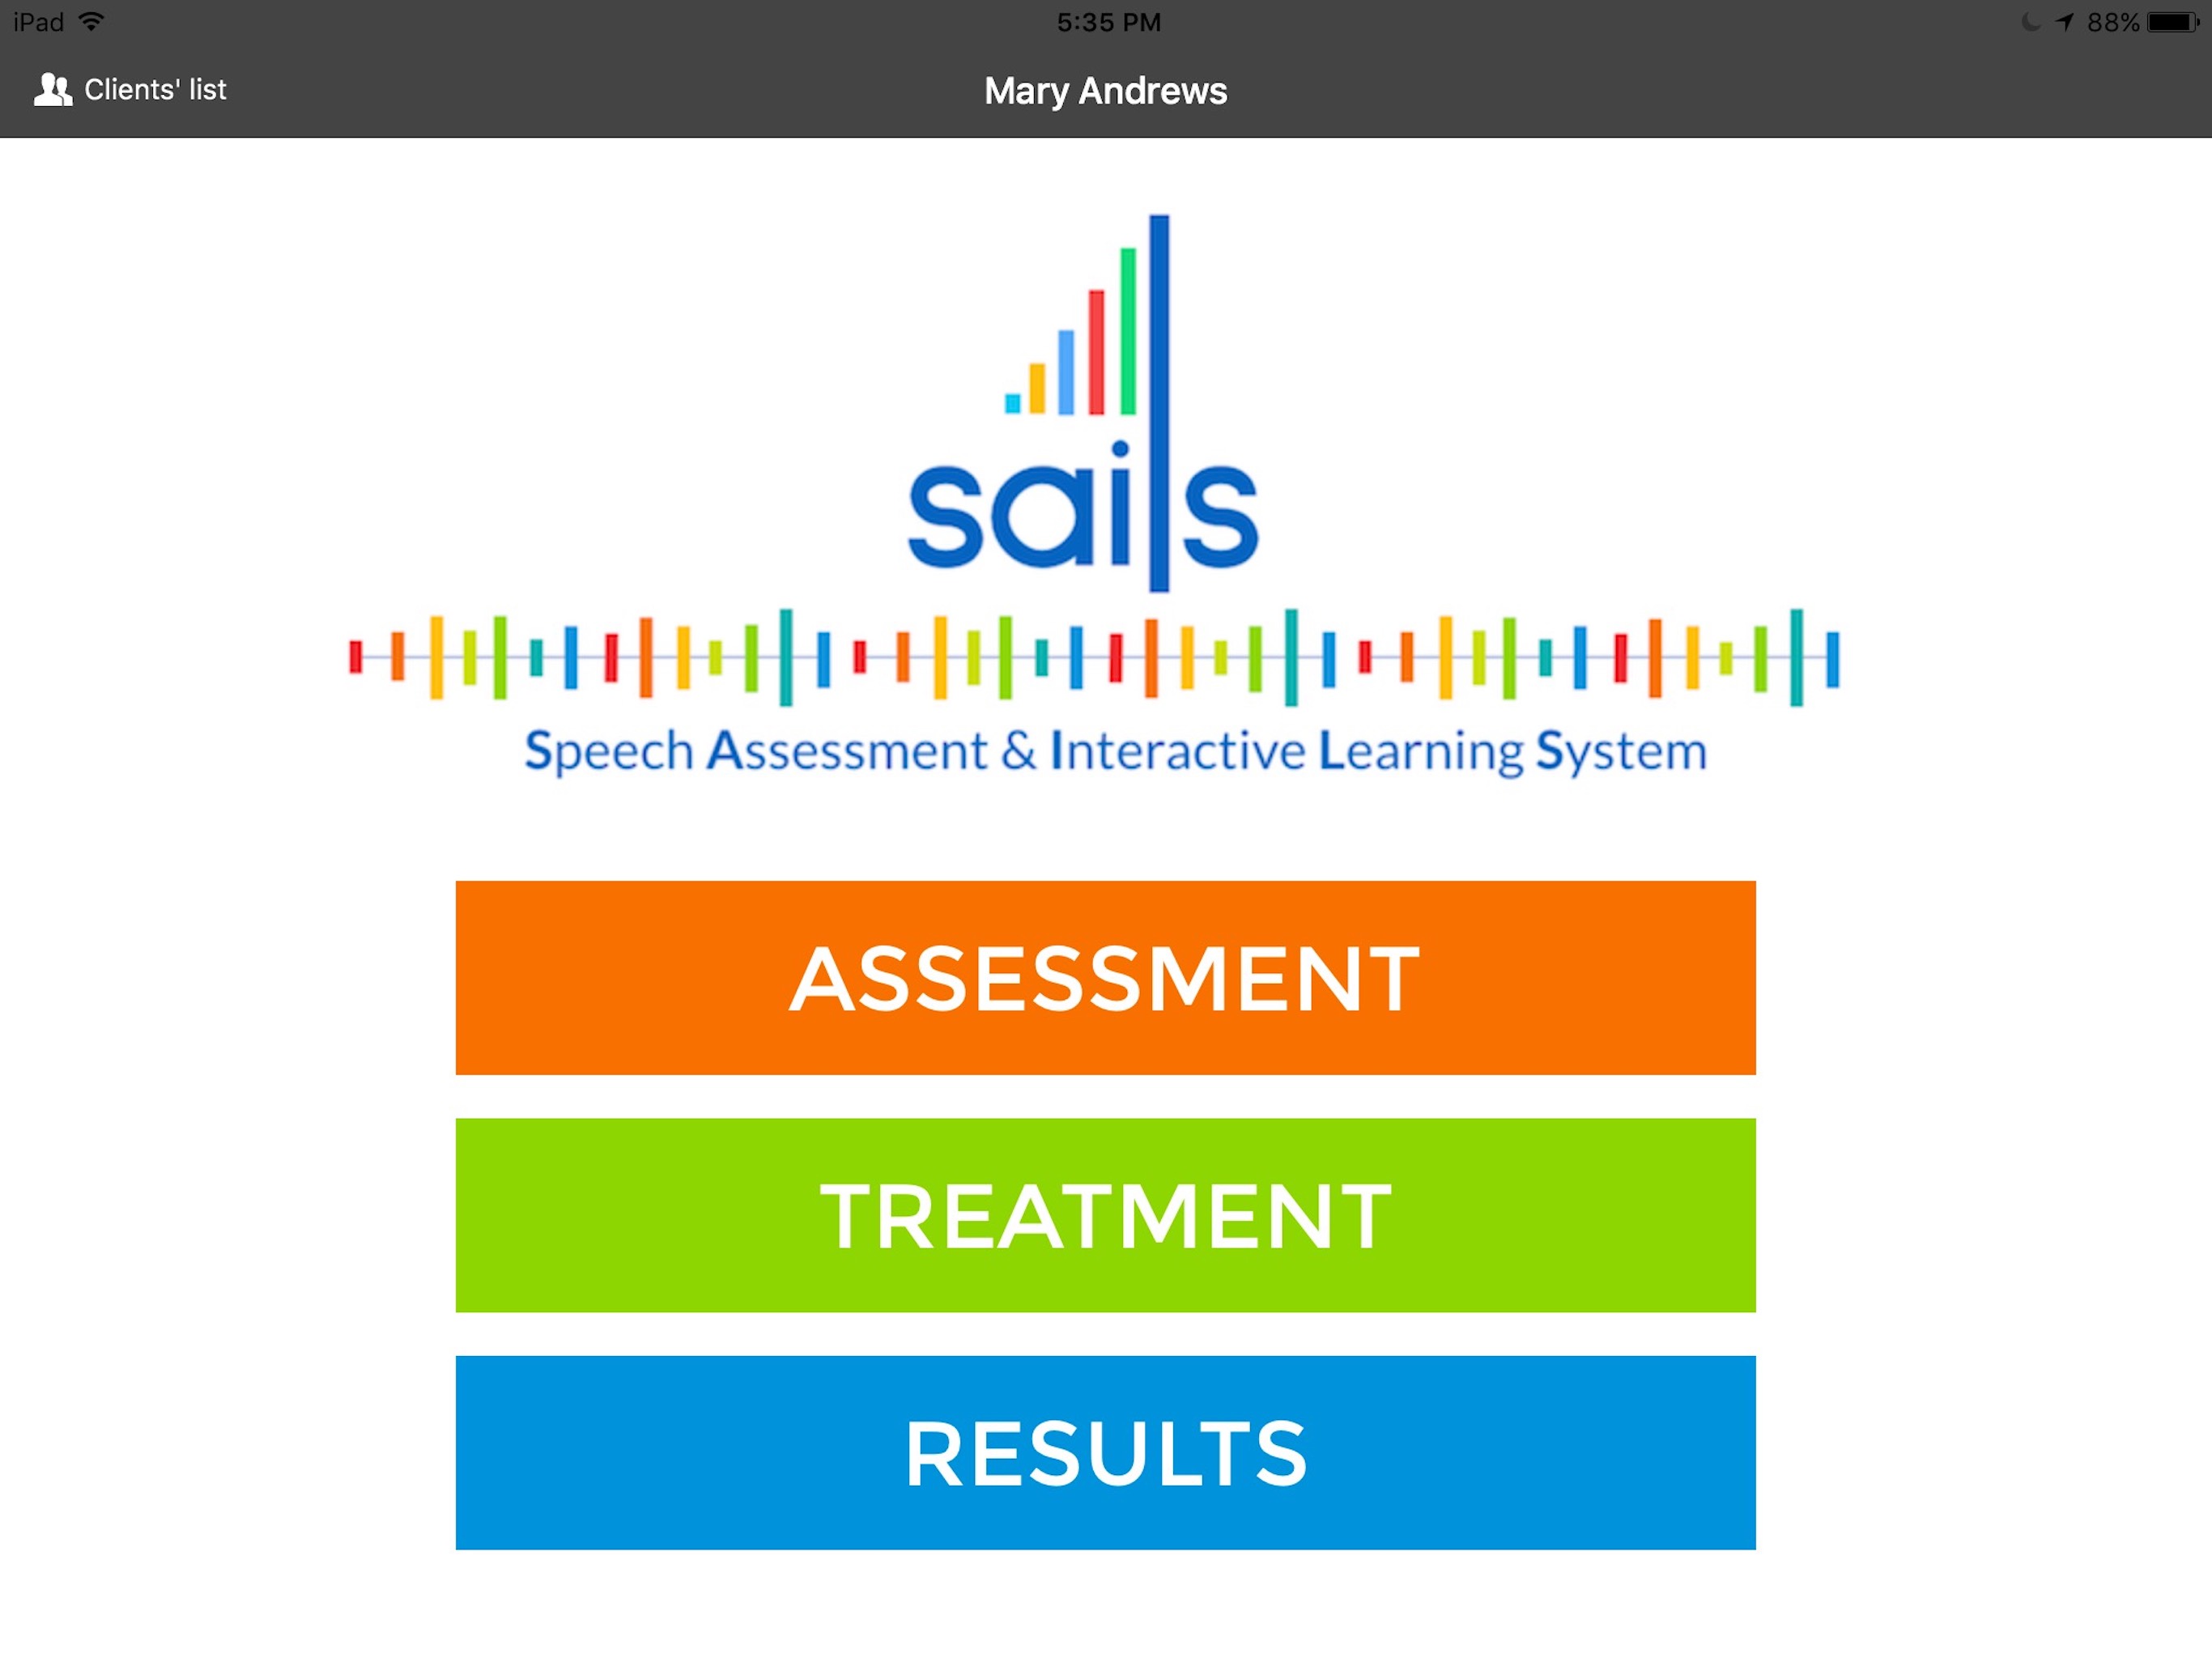 iPad 5:35 PM 88%
Clients' list Mary Andrews
sails
Speech Assessment & Interactive Learning System
ASSESSMENT
TREATMENT
RESULTS